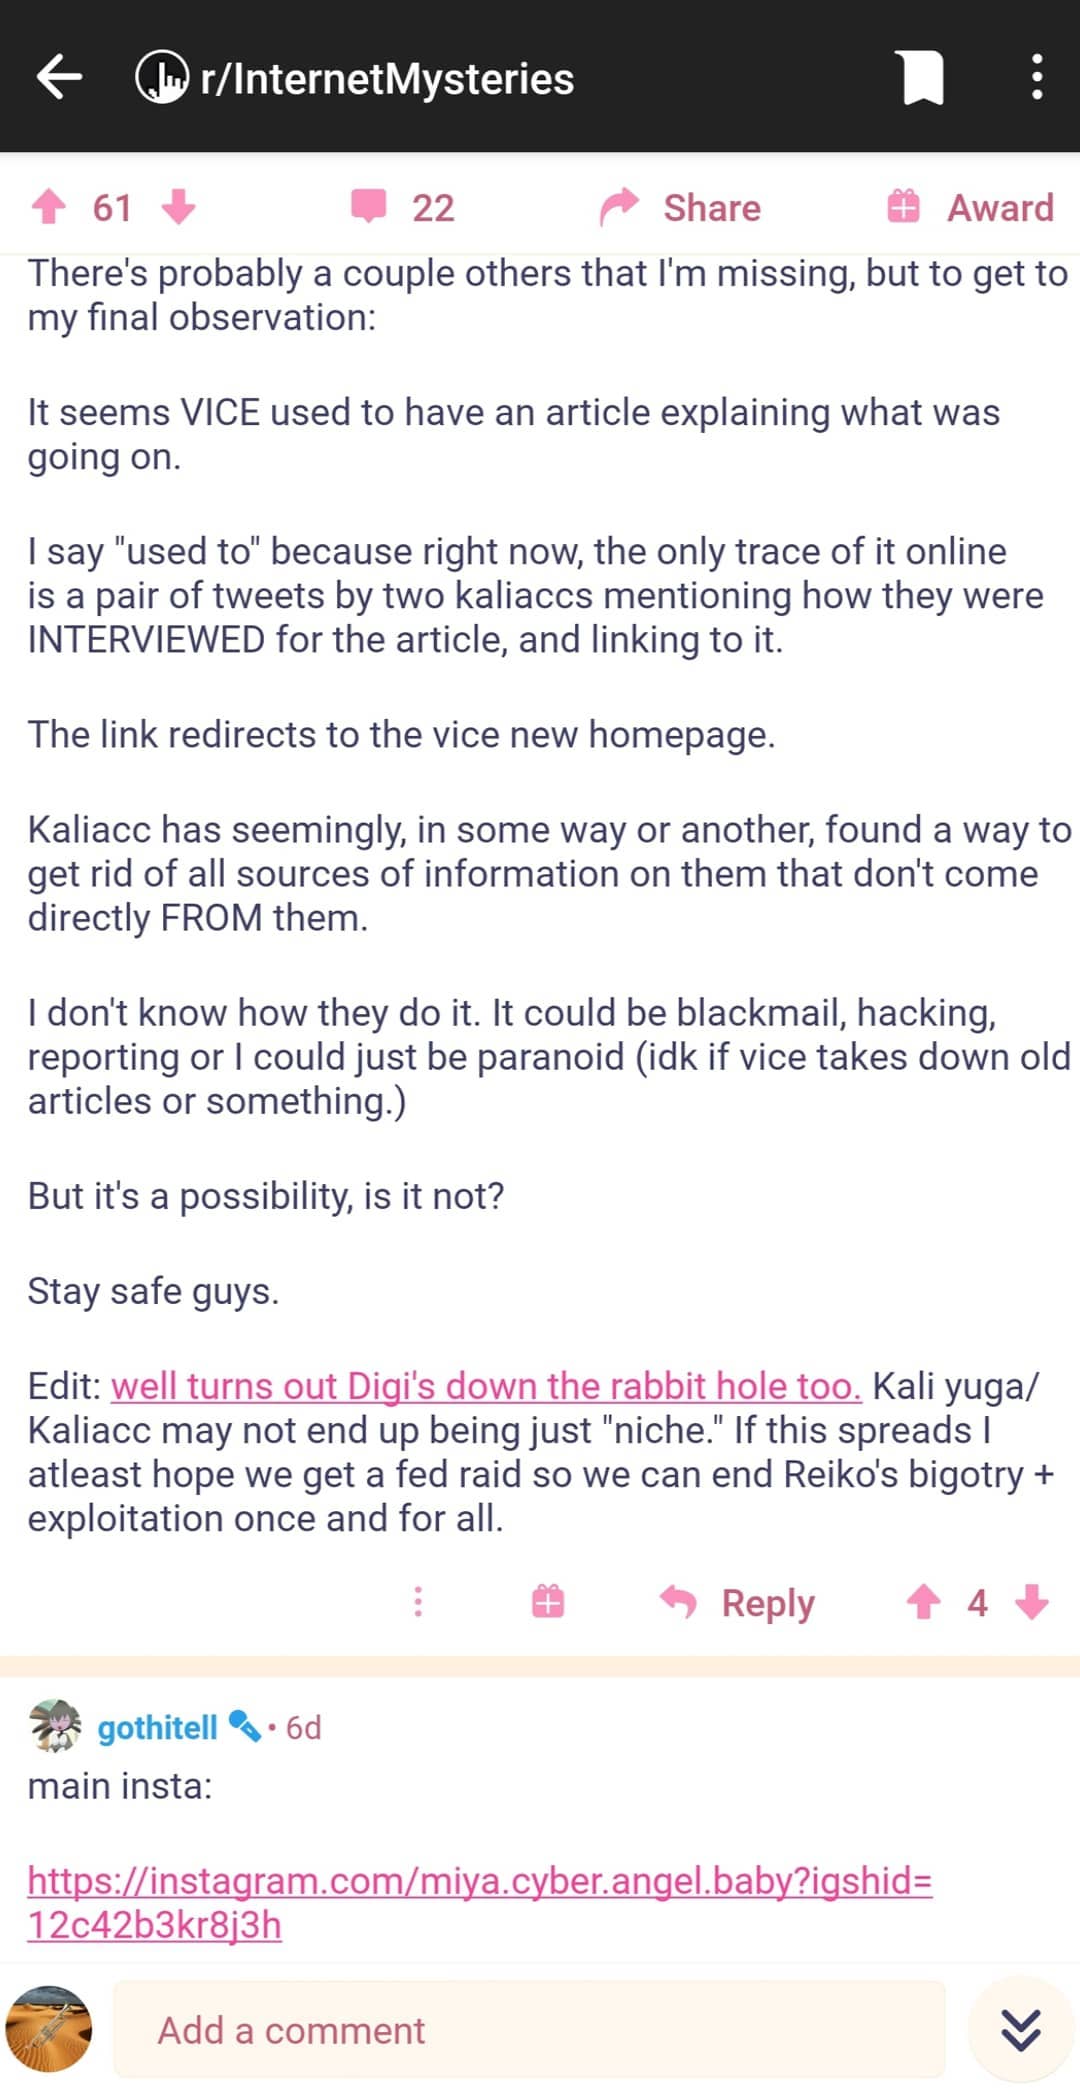 r/InternetMysteries
61 22 Share Award
There's probably a couple others that I'm missing, but to get to
my final observation:
It seems VICE used to have an article explaining what was
going on.
I say "used to" because right now, the only trace of it online
is a pair of tweets by two kaliaccs mentioning how they were
INTERVIEWED for the article, and linking to it.
The link redirects to the vice new homepage.
Kaliacc has seemingly, in some way or another, found a way to
get rid of all sources of information on them that don't come
directly FROM them.
I don't know how they do it. It could be blackmail, hacking,
reporting or I could just be paranoid (idk if vice takes down old
articles or something.)
But it's a possibility, is it not?
Stay safe guys.
Edit: well turns out Digi's down the rabbit hole too. Kali yuga/
Kaliacc may not end up being just "niche." If this spreads I
atleast hope we get a fed raid so we can end Reiko's bigotry +
exploitation once and for all.
Reply 4
gothitell • 6d
main insta:
https://instagram.com/miya.cyber.angel.baby?igshid=
12c42b3kr8j3h
Add a comment